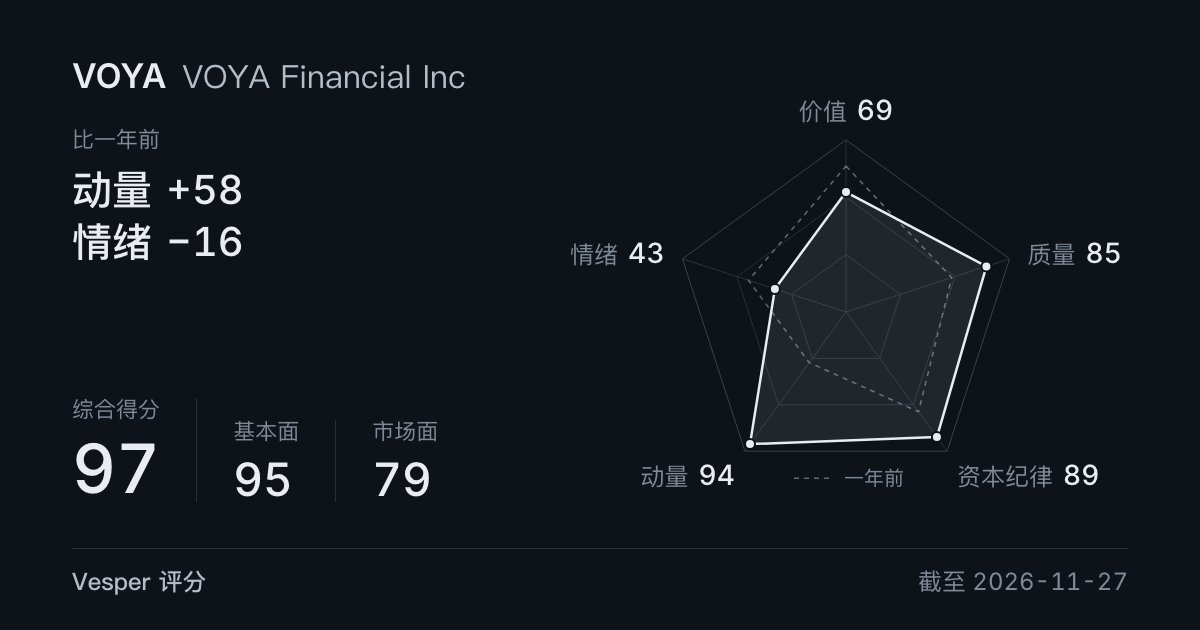 VOYA VOYA Financial Inc
比一年前
动量 +58
情绪 −16
价值 69
情绪 43
质量 85
动量 94
---- 一年前
资本纪律 89
综合得分
97
基本面
95
市场面
79
Vesper 评分
截至 2026-11-27